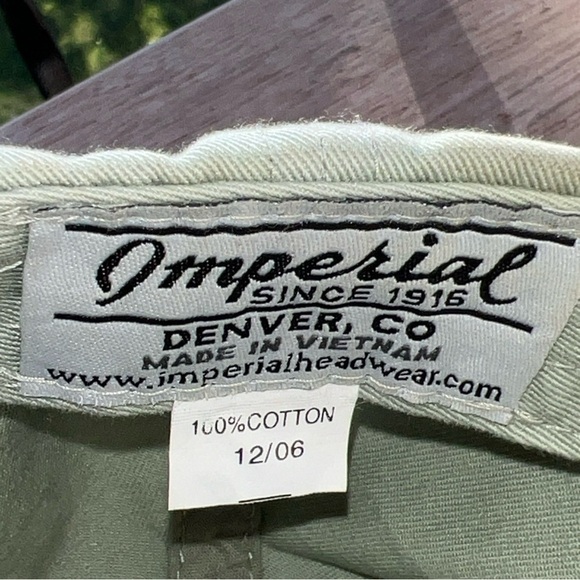 Imperial
SINCE 1916
DENVER, CO
MADE IN VIETNAM
www.imperialheadwear.com
100%COTTON
12/06